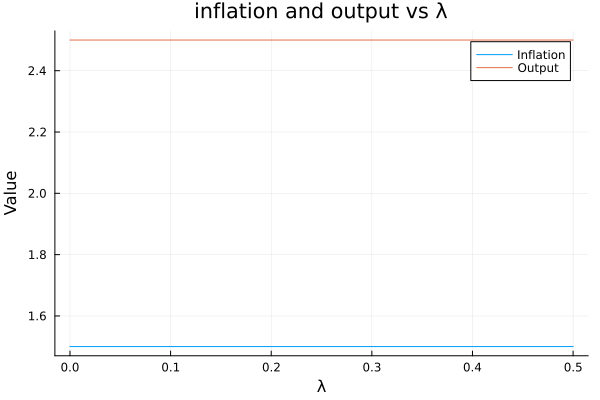 inflation and output vs λ
Inflation
Output
Value
2.4
2.2
2.0
1.8
1.6
0.0 0.1 0.2 0.3 0.4 0.5
λ